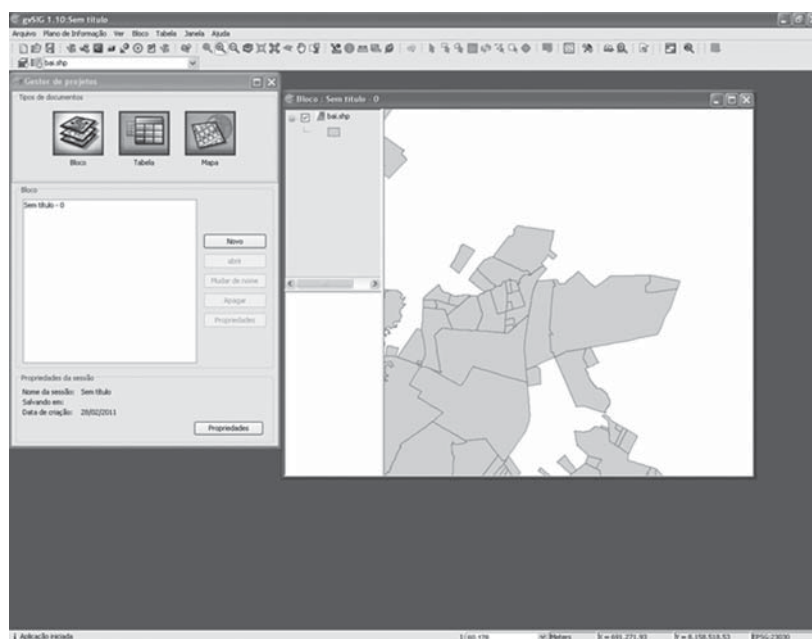 gvSIG 1.10:Sem título
Arquivo Plano de Informação Ver Bloco Tabela Janela Ajuda
bai.shp
Gestor de projetos
Tipos de documentos
Bloco Tabela Mapa
Bloco
Sem título - 0
Novo
abrir
Mudar de nome
Apagar
Propriedades
Propriedades da sessão
Nome da sessão: Sem título
Salvando em:
Data de criação: 28/02/2011
Propriedades
Bloco : Sem título - 0
bai.shp
Aplicação iniciada Meters EPSG:23030